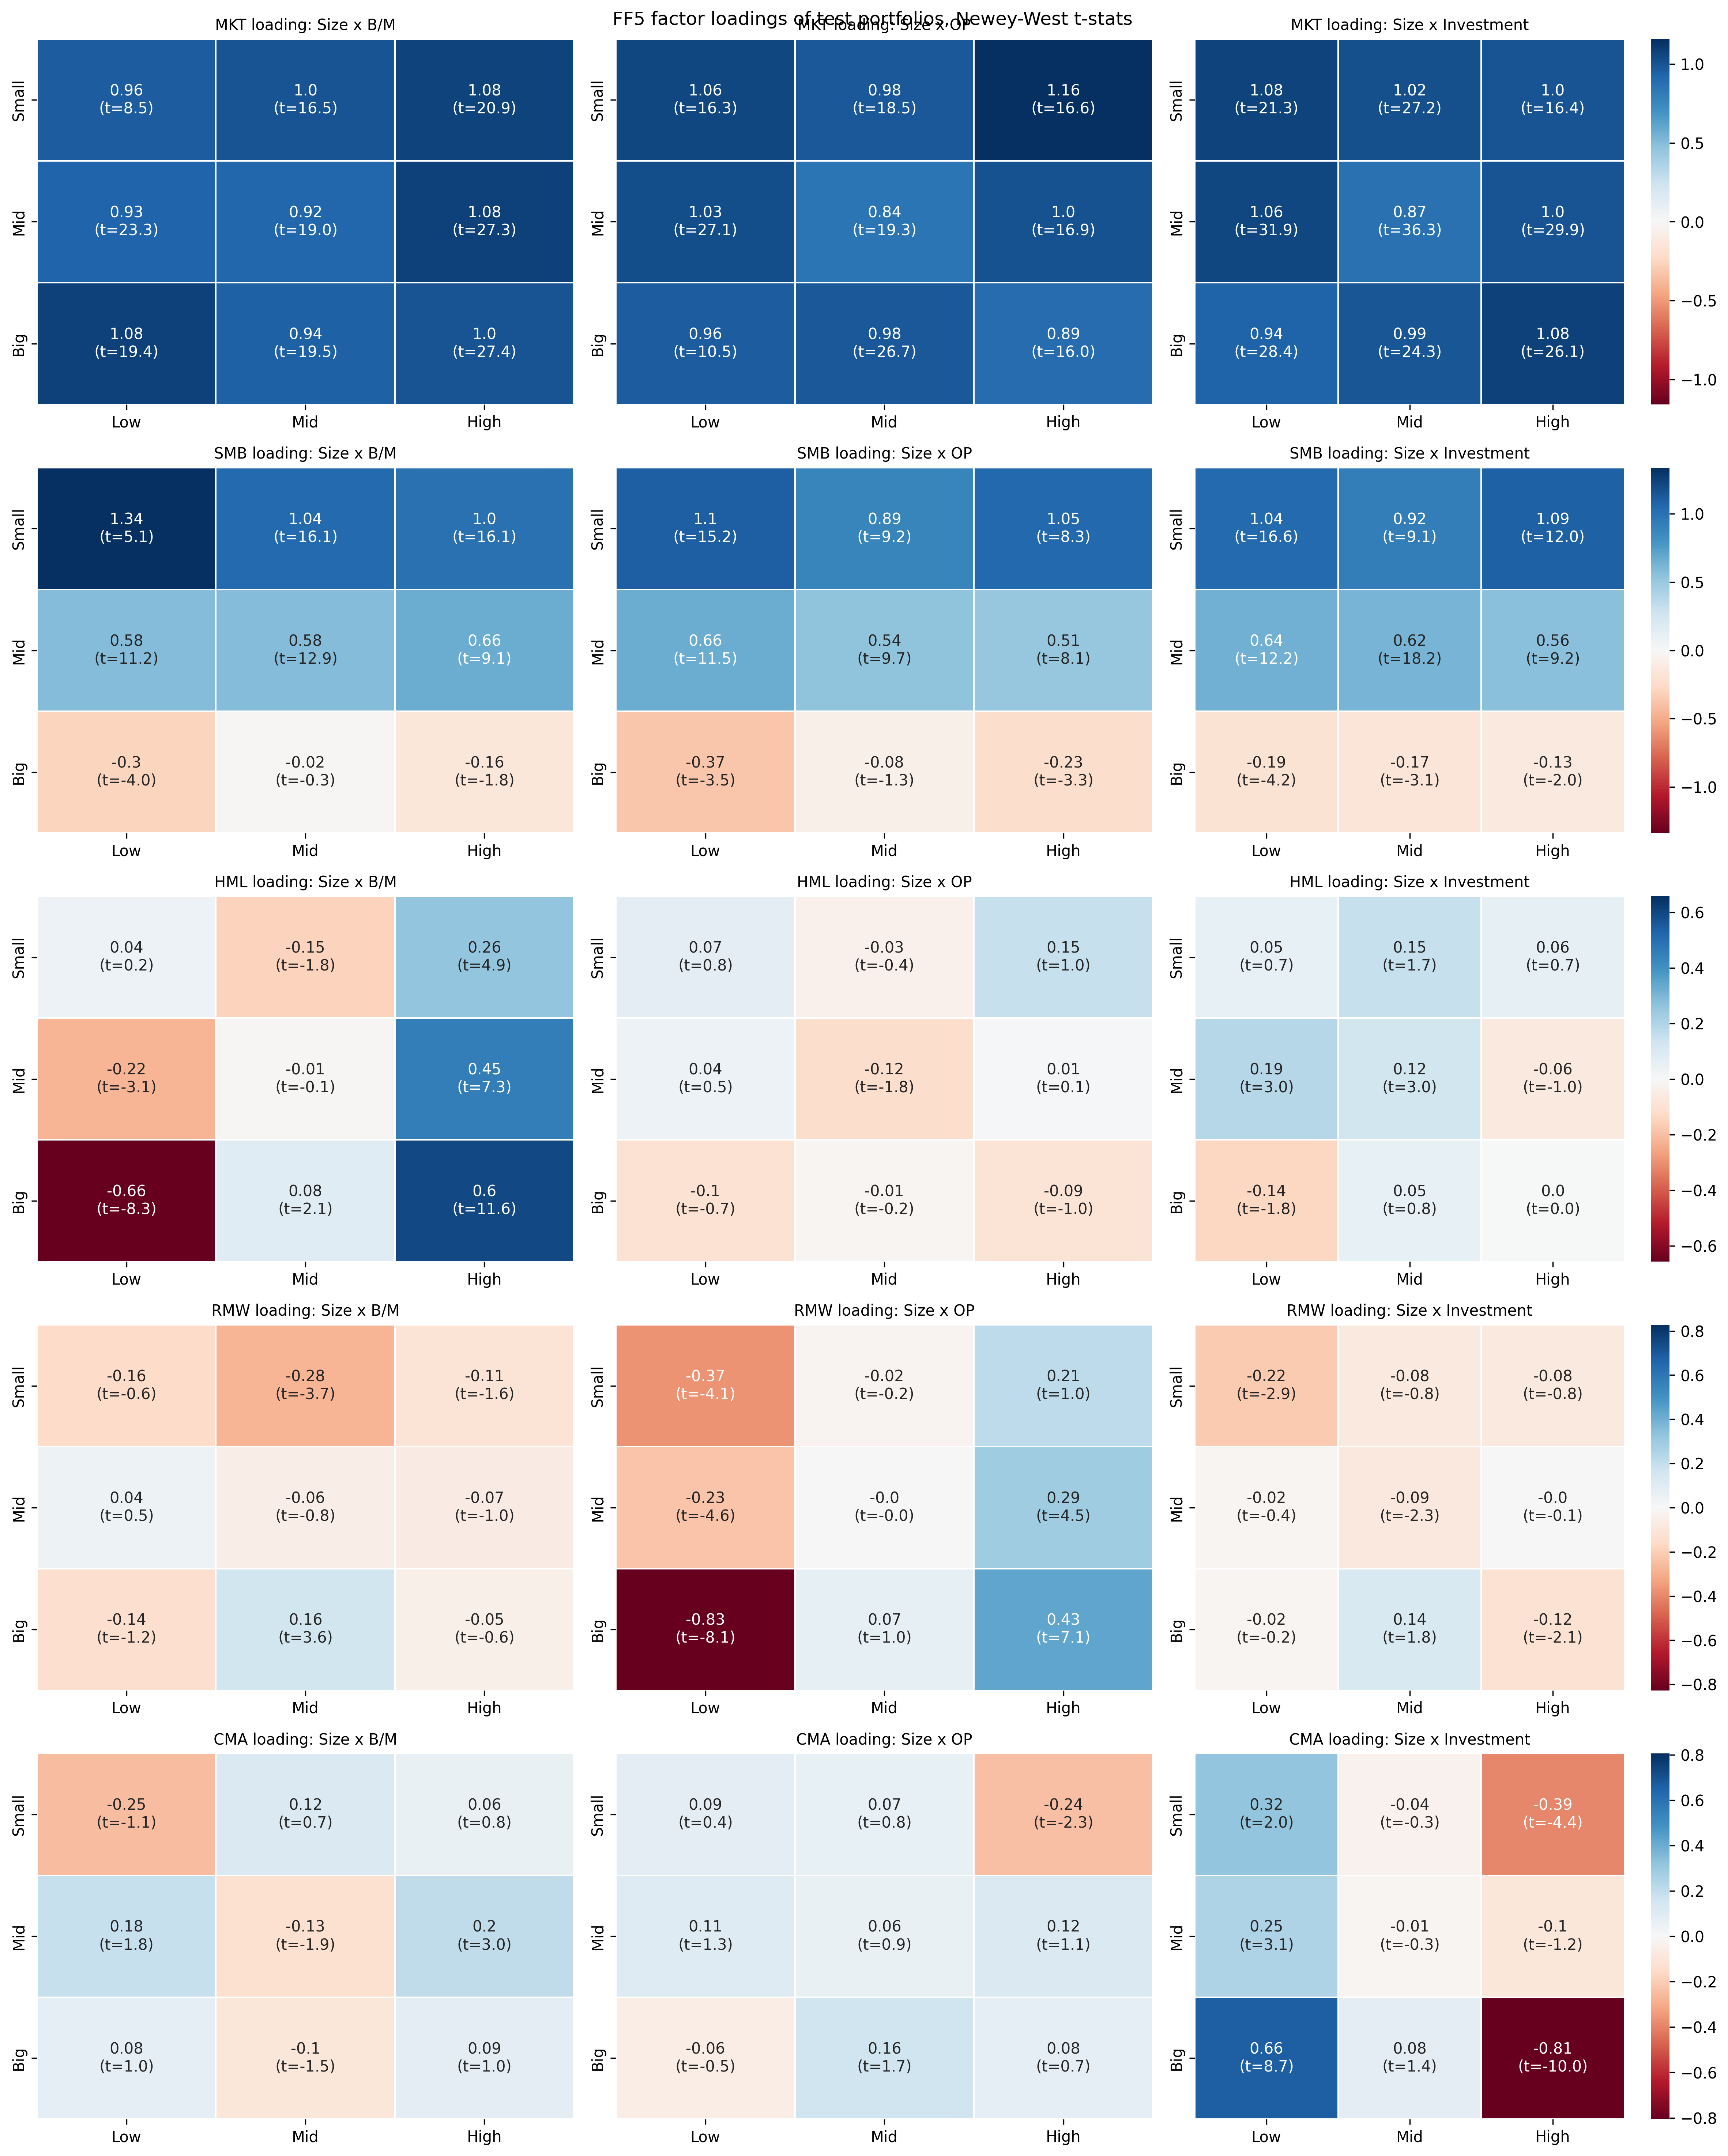 FF5 factor loadings of test portfolios, Newey-West t-stats
MKT loading: Size x B/M
MKT loading: Size x OP
MKT loading: Size x Investment
Small
0.96 1.0 1.08
(t=8.5) (t=16.5) (t=20.9)
Small
1.06 0.98 1.16
(t=16.3) (t=18.5) (t=16.6)
Small
1.08 1.02 1.0
(t=21.3) (t=27.2) (t=16.4)
Mid
0.93 0.92 1.08
(t=23.3) (t=19.0) (t=27.3)
Mid
1.03 0.84 1.0
(t=27.1) (t=19.3) (t=16.9)
Mid
1.06 0.87 1.0
(t=31.9) (t=36.3) (t=29.9)
Big
1.08 0.94 1.0
(t=19.4) (t=19.5) (t=27.4)
Big
0.96 0.98 0.89
(t=10.5) (t=26.7) (t=16.0)
Big
0.94 0.99 1.08
(t=28.4) (t=24.3) (t=26.1)
Low Mid High
Low Mid High
Low Mid High
1.0
0.5
0.0
−0.5
−1.0
SMB loading: Size x B/M
SMB loading: Size x OP
SMB loading: Size x Investment
Small
1.34 1.04 1.0
(t=5.1) (t=16.1) (t=16.1)
Small
1.1 0.89 1.05
(t=15.2) (t=9.2) (t=8.3)
Small
1.04 0.92 1.09
(t=16.6) (t=9.1) (t=12.0)
Mid
0.58 0.58 0.66
(t=11.2) (t=12.9) (t=9.1)
Mid
0.66 0.54 0.51
(t=11.5) (t=9.7) (t=8.1)
Mid
0.64 0.62 0.56
(t=12.2) (t=18.2) (t=9.2)
Big
-0.3 -0.02 -0.16
(t=-4.0) (t=-0.3) (t=-1.8)
Big
-0.37 -0.08 -0.23
(t=-3.5) (t=-1.3) (t=-3.3)
Big
-0.19 -0.17 -0.13
(t=-4.2) (t=-3.1) (t=-2.0)
Low Mid High
Low Mid High
Low Mid High
1.0
0.5
0.0
−0.5
−1.0
HML loading: Size x B/M
HML loading: Size x OP
HML loading: Size x Investment
Small
0.04 -0.15 0.26
(t=0.2) (t=-1.8) (t=4.9)
Small
0.07 -0.03 0.15
(t=0.8) (t=-0.4) (t=1.0)
Small
0.05 0.15 0.06
(t=0.7) (t=1.7) (t=0.7)
Mid
-0.22 -0.01 0.45
(t=-3.1) (t=-0.1) (t=7.3)
Mid
0.04 -0.12 0.01
(t=0.5) (t=-1.8) (t=0.1)
Mid
0.19 0.12 -0.06
(t=3.0) (t=3.0) (t=-1.0)
Big
-0.66 0.08 0.6
(t=-8.3) (t=2.1) (t=11.6)
Big
-0.1 -0.01 -0.09
(t=-0.7) (t=-0.2) (t=-1.0)
Big
-0.14 0.05 0.0
(t=-1.8) (t=0.8) (t=0.0)
Low Mid High
Low Mid High
Low Mid High
0.6
0.4
0.2
0.0
−0.2
−0.4
−0.6
RMW loading: Size x B/M
RMW loading: Size x OP
RMW loading: Size x Investment
Small
-0.16 -0.28 -0.11
(t=-0.6) (t=-3.7) (t=-1.6)
Small
-0.37 -0.02 0.21
(t=-4.1) (t=-0.2) (t=1.0)
Small
-0.22 -0.08 -0.08
(t=-2.9) (t=-0.8) (t=-0.8)
Mid
0.04 -0.06 -0.07
(t=0.5) (t=-0.8) (t=-1.0)
Mid
-0.23 -0.0 0.29
(t=-4.6) (t=-0.0) (t=4.5)
Mid
-0.02 -0.09 -0.0
(t=-0.4) (t=-2.3) (t=-0.1)
Big
-0.14 0.16 -0.05
(t=-1.2) (t=3.6) (t=-0.6)
Big
-0.83 0.07 0.43
(t=-8.1) (t=1.0) (t=7.1)
Big
-0.02 0.14 -0.12
(t=-0.2) (t=1.8) (t=-2.1)
Low Mid High
Low Mid High
Low Mid High
0.8
0.6
0.4
0.2
0.0
−0.2
−0.4
−0.6
−0.8
CMA loading: Size x B/M
CMA loading: Size x OP
CMA loading: Size x Investment
Small
-0.25 0.12 0.06
(t=-1.1) (t=0.7) (t=0.8)
Small
0.09 0.07 -0.24
(t=0.4) (t=0.8) (t=-2.3)
Small
0.32 -0.04 -0.39
(t=2.0) (t=-0.3) (t=-4.4)
Mid
0.18 -0.13 0.2
(t=1.8) (t=-1.9) (t=3.0)
Mid
0.11 0.06 0.12
(t=1.3) (t=0.9) (t=1.1)
Mid
0.25 -0.01 -0.1
(t=3.1) (t=-0.3) (t=-1.2)
Big
0.08 -0.1 0.09
(t=1.0) (t=-1.5) (t=1.0)
Big
-0.06 0.16 0.08
(t=-0.5) (t=1.7) (t=0.7)
Big
0.66 0.08 -0.81
(t=8.7) (t=1.4) (t=-10.0)
Low Mid High
Low Mid High
Low Mid High
0.8
0.6
0.4
0.2
0.0
−0.2
−0.4
−0.6
−0.8